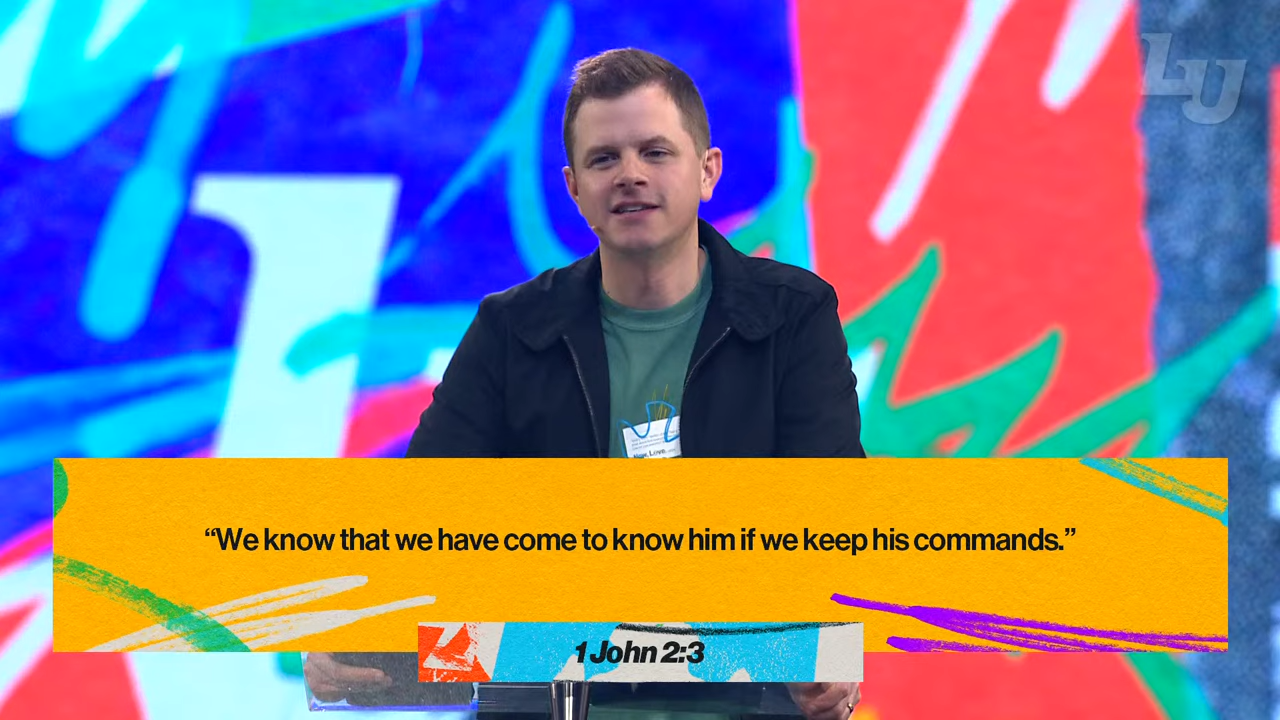 LU
“We know that we have come to know him if we keep his commands.”
1 John 2:3